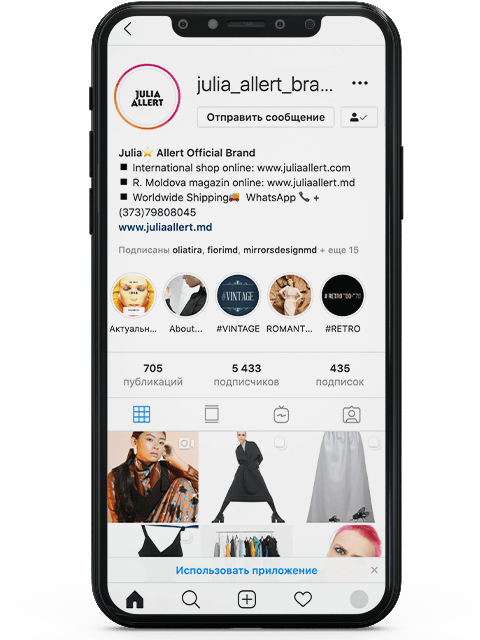 julia_allert_bra...
JULIA
ALLERT
Отправить сообщение
Julia⭐ Allert Official Brand
◾ International shop online: www.juliaallert.com
◾ R. Moldova magazin online: www.juliaallert.md
◾ Worldwide Shipping🚚 WhatsApp 📞 +
(373)79808045
www.juliaallert.md
Подписаны oliatira, fiorimd, mirrorsdesignmd + еще 15
#VINTAGE
Актуальн... About... #VINTAGE ROMANT... #RETRO
705 5 433 435
публикаций подписчиков подписок
Использовать приложение